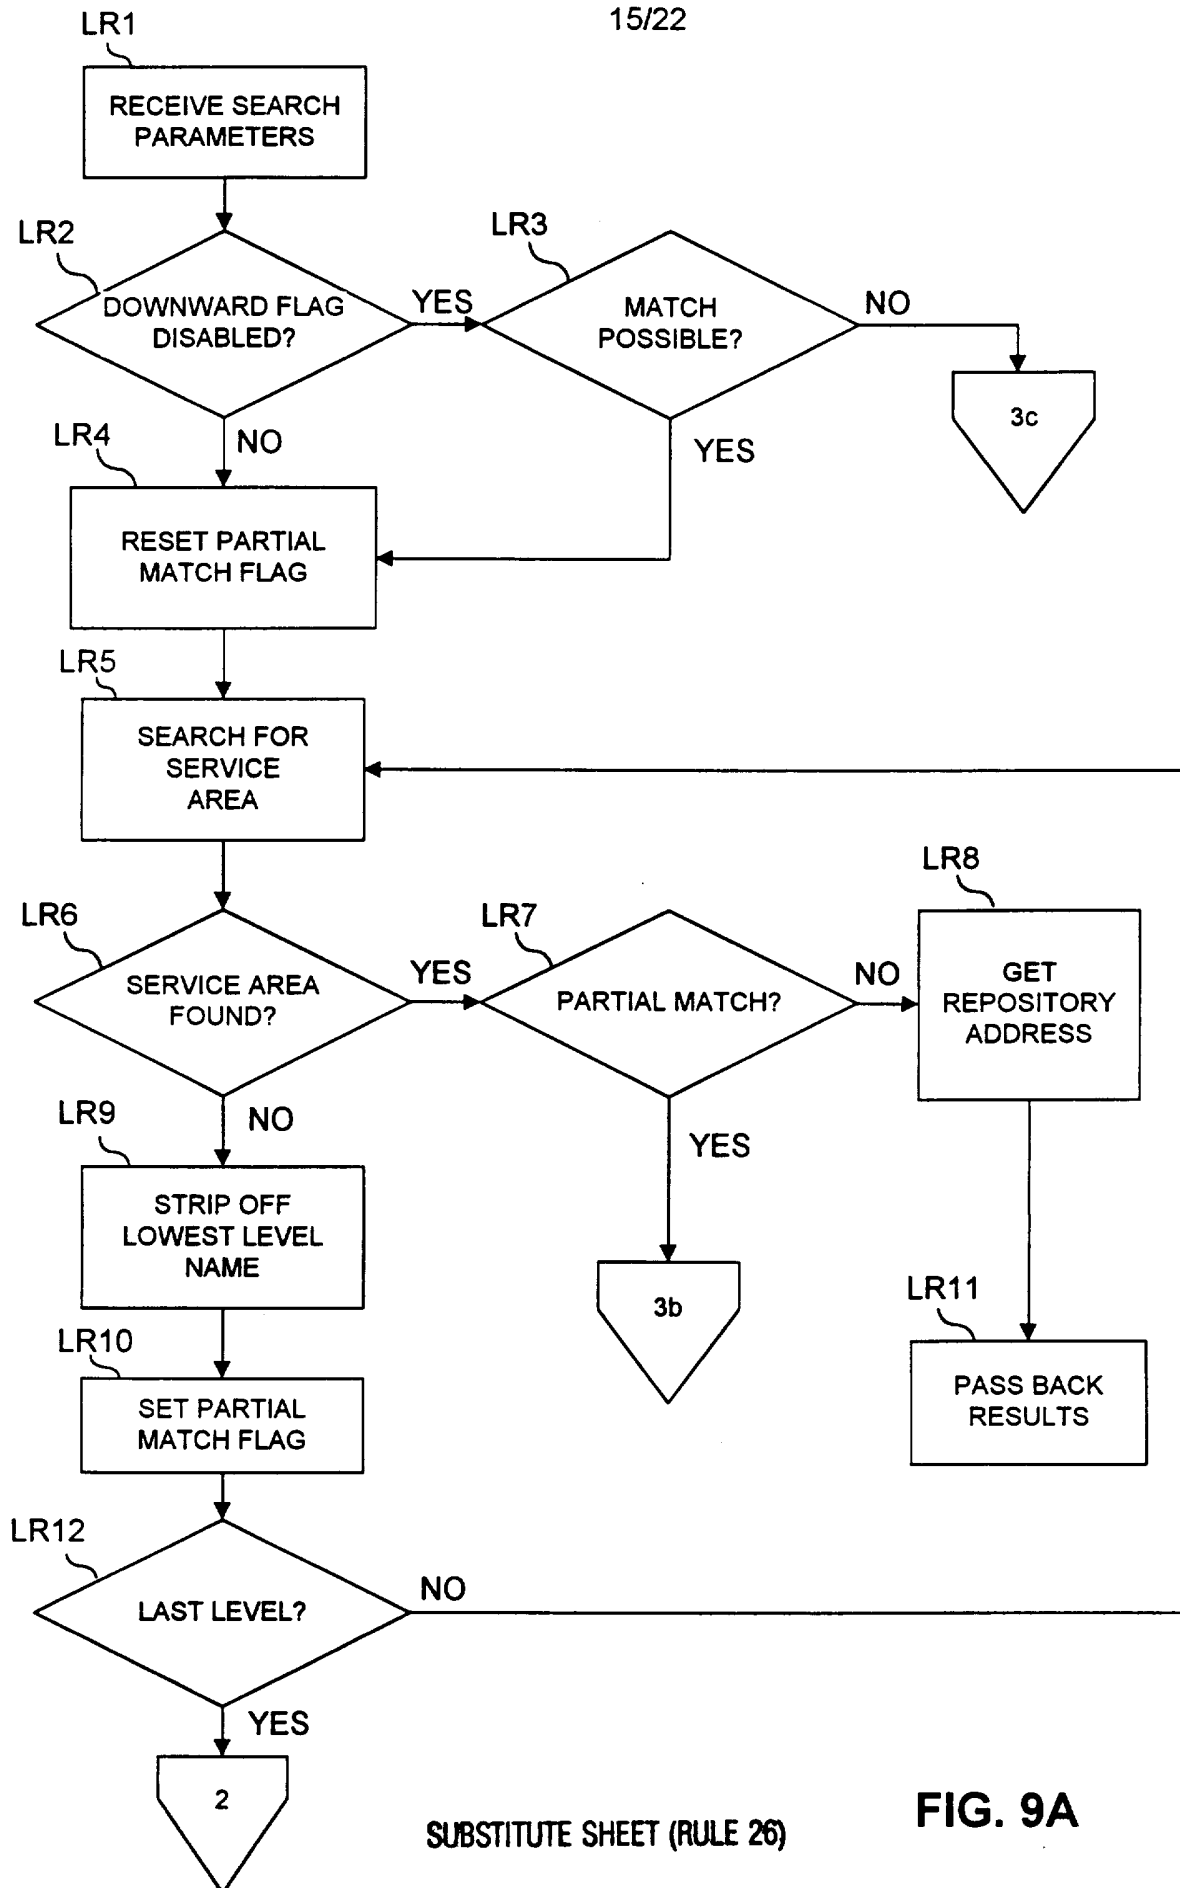 15/22
LR1
RECEIVE SEARCH
PARAMETERS
LR2
DOWNWARD FLAG
DISABLED?
YES
NO
LR3
MATCH
POSSIBLE?
NO
YES
3c
LR4
RESET PARTIAL
MATCH FLAG
LR5
SEARCH FOR
SERVICE
AREA
LR6
SERVICE AREA
FOUND?
YES
NO
LR7
PARTIAL MATCH?
NO
YES
LR8
GET
REPOSITORY
ADDRESS
3b
LR9
STRIP OFF
LOWEST LEVEL
NAME
LR10
SET PARTIAL
MATCH FLAG
LR11
PASS BACK
RESULTS
LR12
LAST LEVEL?
NO
YES
2
SUBSTITUTE SHEET (RULE 26)
FIG. 9A